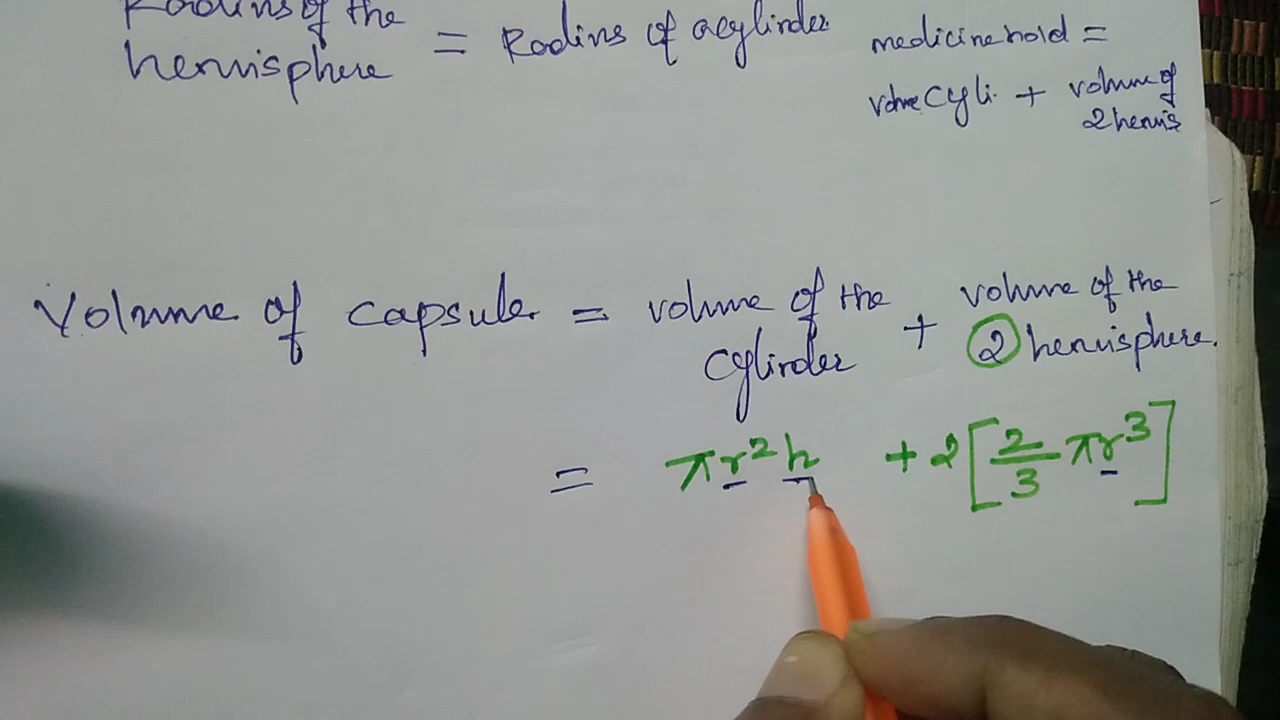 Radius of the
hemisphere = Radius of a cylinder
medicine hold =
volume cyli. + volume of
2 hemis
Volume of capsule = volume of the cylinder + volume of the 2 hemisphere.
= πr²h + 2[2/3 πr³]